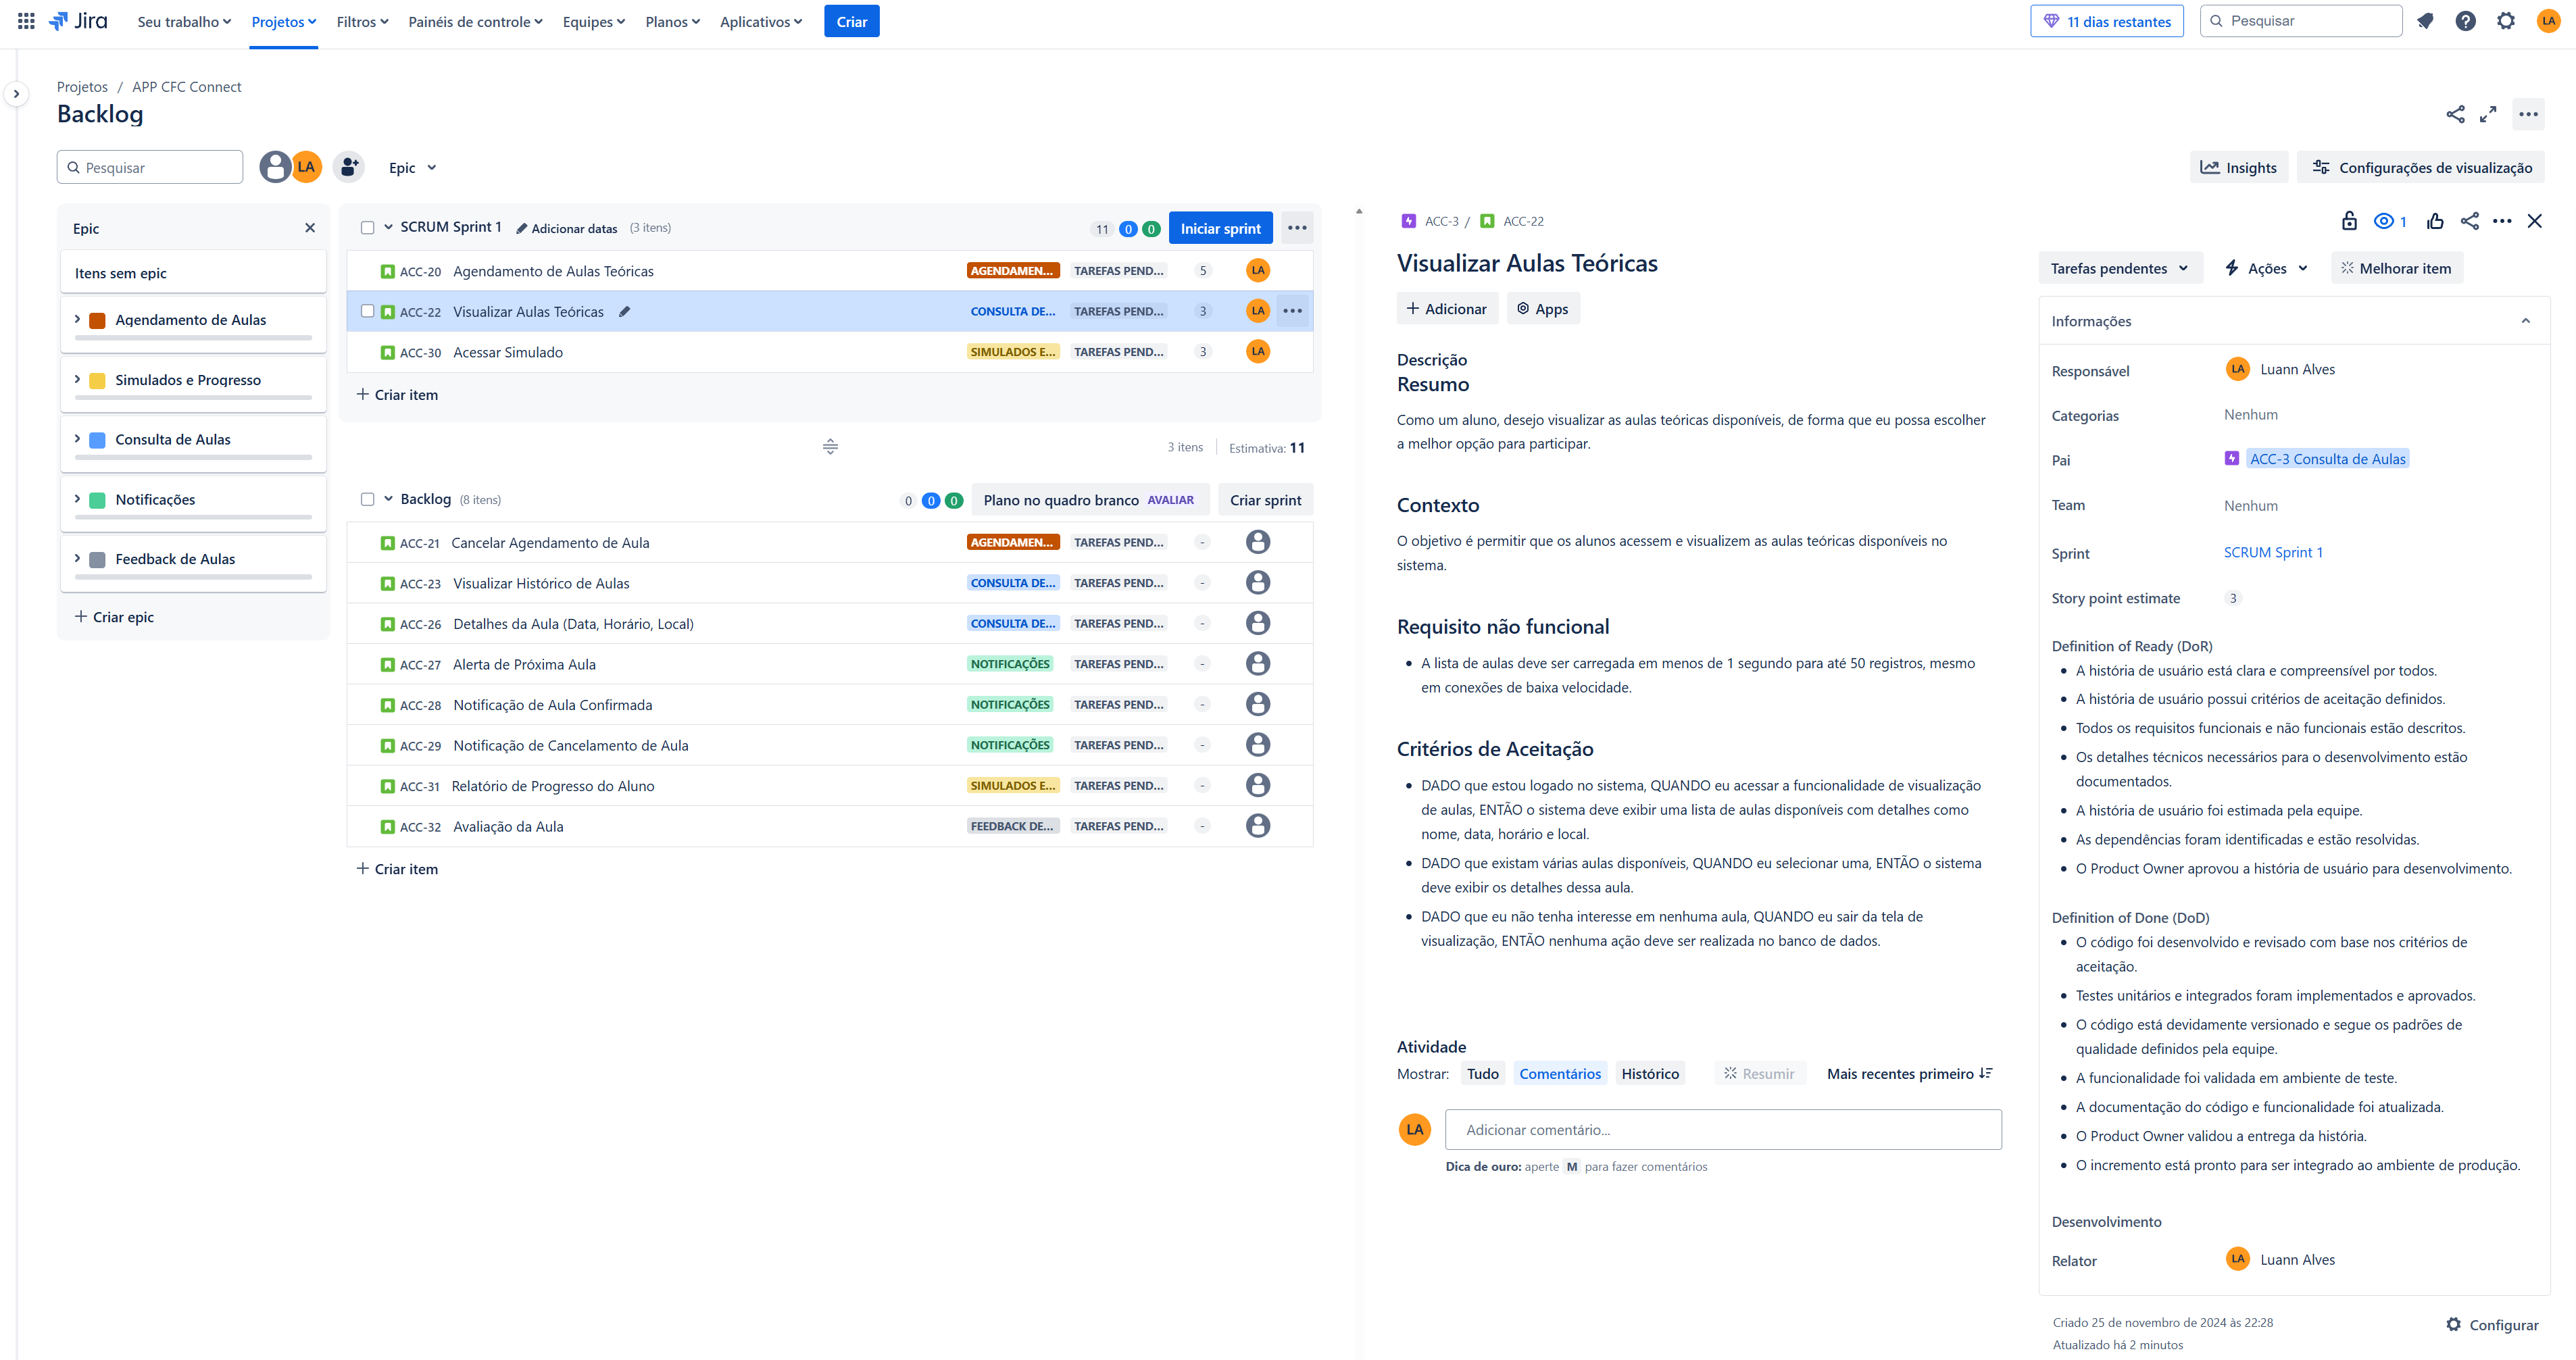 Jira Seu trabalho Projetos Filtros Painéis de controle Equipes Planos Aplicativos Criar 11 dias restantes Pesquisar LA
Projetos / APP CFC Connect
Backlog
Pesquisar LA Epic Insights Configurações de visualização
Epic
Itens sem epic
Agendamento de Aulas
Simulados e Progresso
Consulta de Aulas
Notificações
Feedback de Aulas
+ Criar epic
SCRUM Sprint 1 Adicionar datas (3 itens) 11 0 0 Iniciar sprint
ACC-20 Agendamento de Aulas Teóricas AGENDAMEN... TAREFAS PEND... 5 LA
ACC-22 Visualizar Aulas Teóricas CONSULTA DE... TAREFAS PEND... 3 LA
ACC-30 Acessar Simulado SIMULADOS E... TAREFAS PEND... 3 LA
+ Criar item
3 itens Estimativa: 11
Backlog (8 itens) 0 0 0 Plano no quadro branco AVALIAR Criar sprint
ACC-21 Cancelar Agendamento de Aula AGENDAMEN... TAREFAS PEND... -
ACC-23 Visualizar Histórico de Aulas CONSULTA DE... TAREFAS PEND... -
ACC-26 Detalhes da Aula (Data, Horário, Local) CONSULTA DE... TAREFAS PEND... -
ACC-27 Alerta de Próxima Aula NOTIFICAÇÕES TAREFAS PEND... -
ACC-28 Notificação de Aula Confirmada NOTIFICAÇÕES TAREFAS PEND... -
ACC-29 Notificação de Cancelamento de Aula NOTIFICAÇÕES TAREFAS PEND... -
ACC-31 Relatório de Progresso do Aluno SIMULADOS E... TAREFAS PEND... -
ACC-32 Avaliação da Aula FEEDBACK DE... TAREFAS PEND... -
+ Criar item
ACC-3 / ACC-22
Visualizar Aulas Teóricas
+ Adicionar Apps
Descrição
Resumo
Como um aluno, desejo visualizar as aulas teóricas disponíveis, de forma que eu possa escolher
a melhor opção para participar.
Contexto
O objetivo é permitir que os alunos acessem e visualizem as aulas teóricas disponíveis no
sistema.
Requisito não funcional
• A lista de aulas deve ser carregada em menos de 1 segundo para até 50 registros, mesmo
em conexões de baixa velocidade.
Critérios de Aceitação
• DADO que estou logado no sistema, QUANDO eu acessar a funcionalidade de visualização
de aulas, ENTÃO o sistema deve exibir uma lista de aulas disponíveis com detalhes como
nome, data, horário e local.
• DADO que existam várias aulas disponíveis, QUANDO eu selecionar uma, ENTÃO o sistema
deve exibir os detalhes dessa aula.
• DADO que eu não tenha interesse em nenhuma aula, QUANDO eu sair da tela de
visualização, ENTÃO nenhuma ação deve ser realizada no banco de dados.
Atividade
Mostrar: Tudo Comentários Histórico Resumir Mais recentes primeiro
LA Adicionar comentário...
Dica de ouro: aperte M para fazer comentários
1
Tarefas pendentes Ações Melhorar item
Informações
Responsável LA Luann Alves
Categorias Nenhum
Pai ACC-3 Consulta de Aulas
Team Nenhum
Sprint SCRUM Sprint 1
Story point estimate 3
Definition of Ready (DoR)
• A história de usuário está clara e compreensível por todos.
• A história de usuário possui critérios de aceitação definidos.
• Todos os requisitos funcionais e não funcionais estão descritos.
• Os detalhes técnicos necessários para o desenvolvimento estão
documentados.
• A história de usuário foi estimada pela equipe.
• As dependências foram identificadas e estão resolvidas.
• O Product Owner aprovou a história de usuário para desenvolvimento.
Definition of Done (DoD)
• O código foi desenvolvido e revisado com base nos critérios de
aceitação.
• Testes unitários e integrados foram implementados e aprovados.
• O código está devidamente versionado e segue os padrões de
qualidade definidos pela equipe.
• A funcionalidade foi validada em ambiente de teste.
• A documentação do código e funcionalidade foi atualizada.
• O Product Owner validou a entrega da história.
• O incremento está pronto para ser integrado ao ambiente de produção.
Desenvolvimento
Relator LA Luann Alves
Criado 25 de novembro de 2024 às 22:28
Atualizado há 2 minutos
Configurar